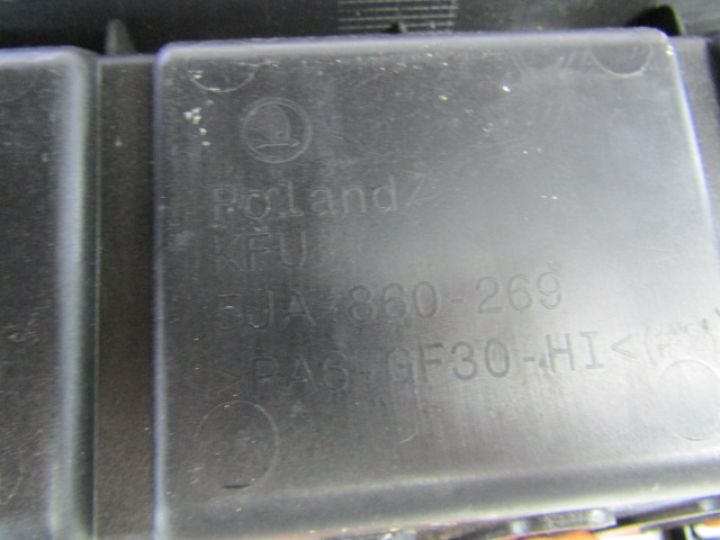 Poland/
KFU
5JA-860-269
>PA6-GF30-HI<